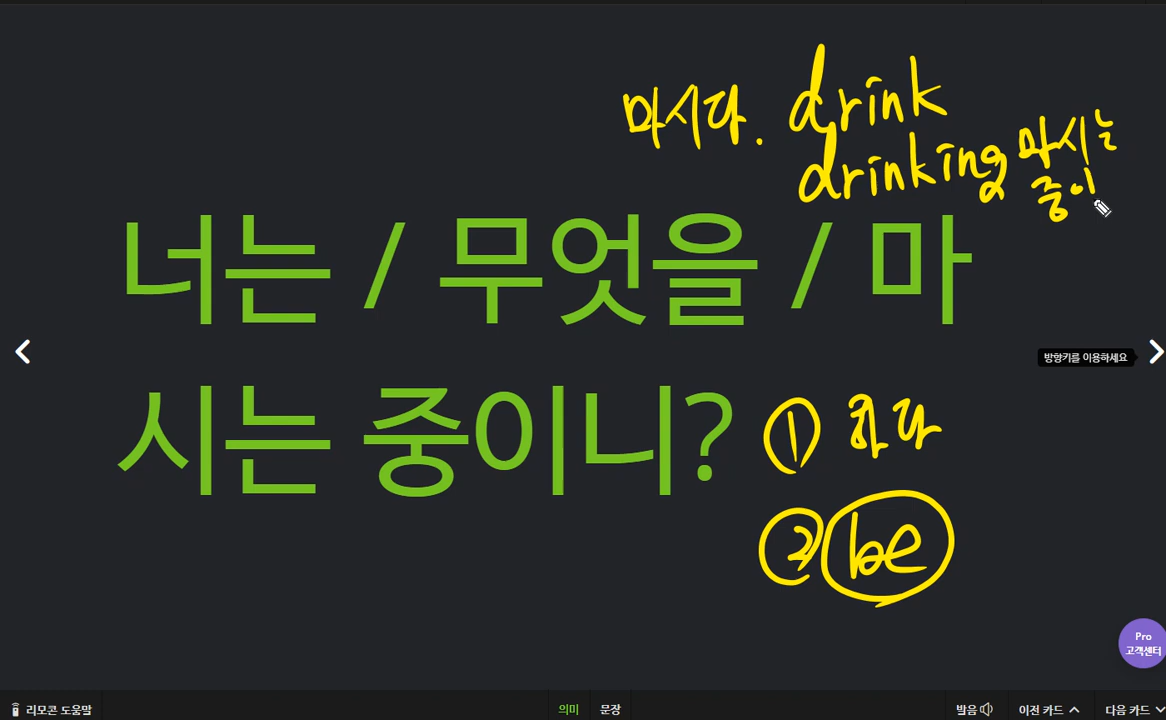 마시다. drink
drinking 마시는
중이
너는 / 무엇을 / 마
시는 중이니?
방향키를 이용하세요
① 하다
② be
Pro
고객센터
리모콘 도움말
의미
문장
발음
이전 카드
다음 카드